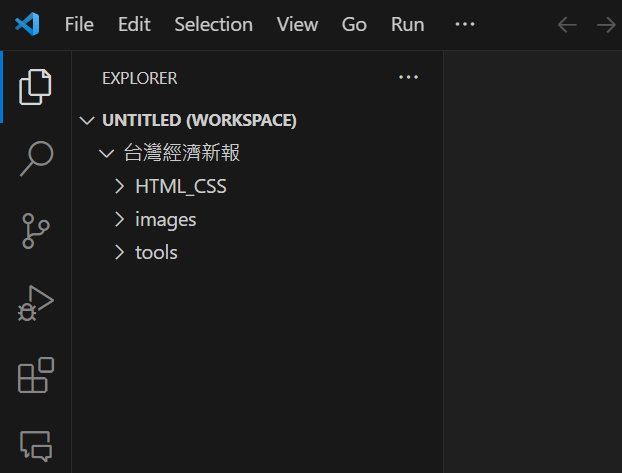 File Edit Selection View Go Run ...
EXPLORER ...
UNTITLED (WORKSPACE)
台灣經濟新報
HTML_CSS
images
tools